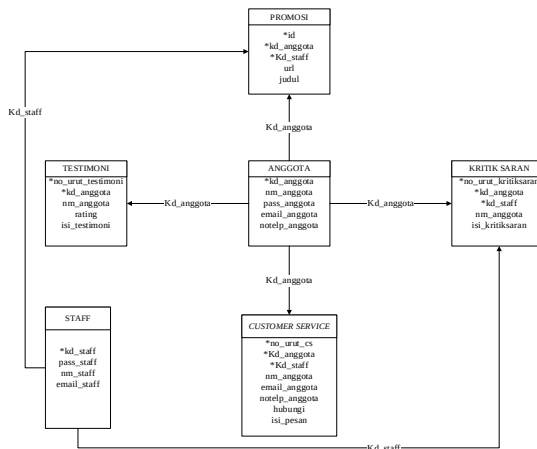 PROMOSI
*id
*kd_anggota
*Kd_staff
url
judul
Kd_staff
Kd_anggota
TESTIMONI
*no_urut_testimoni
*kd_anggota
nm_anggota
rating
isi_testimoni
Kd_anggota
ANGGOTA
*kd_anggota
nm_anggota
pass_anggota
email_anggota
notelp_anggota
Kd_anggota
KRITIK SARAN
*no_urut_kritiksaran
*kd_anggota
*kd_staff
nm_anggota
isi_kritiksaran
Kd_anggota
STAFF
*kd_staff
pass_staff
nm_staff
email_staff
CUSTOMER SERVICE
*no_urut_cs
*Kd_anggota
*Kd_staff
nm_anggota
email_anggota
notelp_anggota
hubungi
isi_pesan
Kd_staff